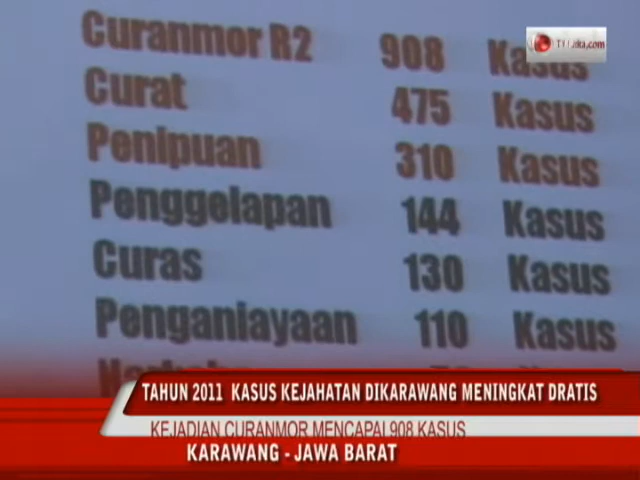 Curanmor R2 908 Kasus
Curat 475 Kasus
Penipuan 310 Kasus
Penggelapan 144 Kasus
Curas 130 Kasus
Penganiayaan 110 Kasus
TAHUN 2011 KASUS KEJAHATAN DIKARAWANG MENINGKAT DRATIS
KEJADIAN CURANMOR MENCAPAI 908 KASUS
KARAWANG - JAWA BARAT